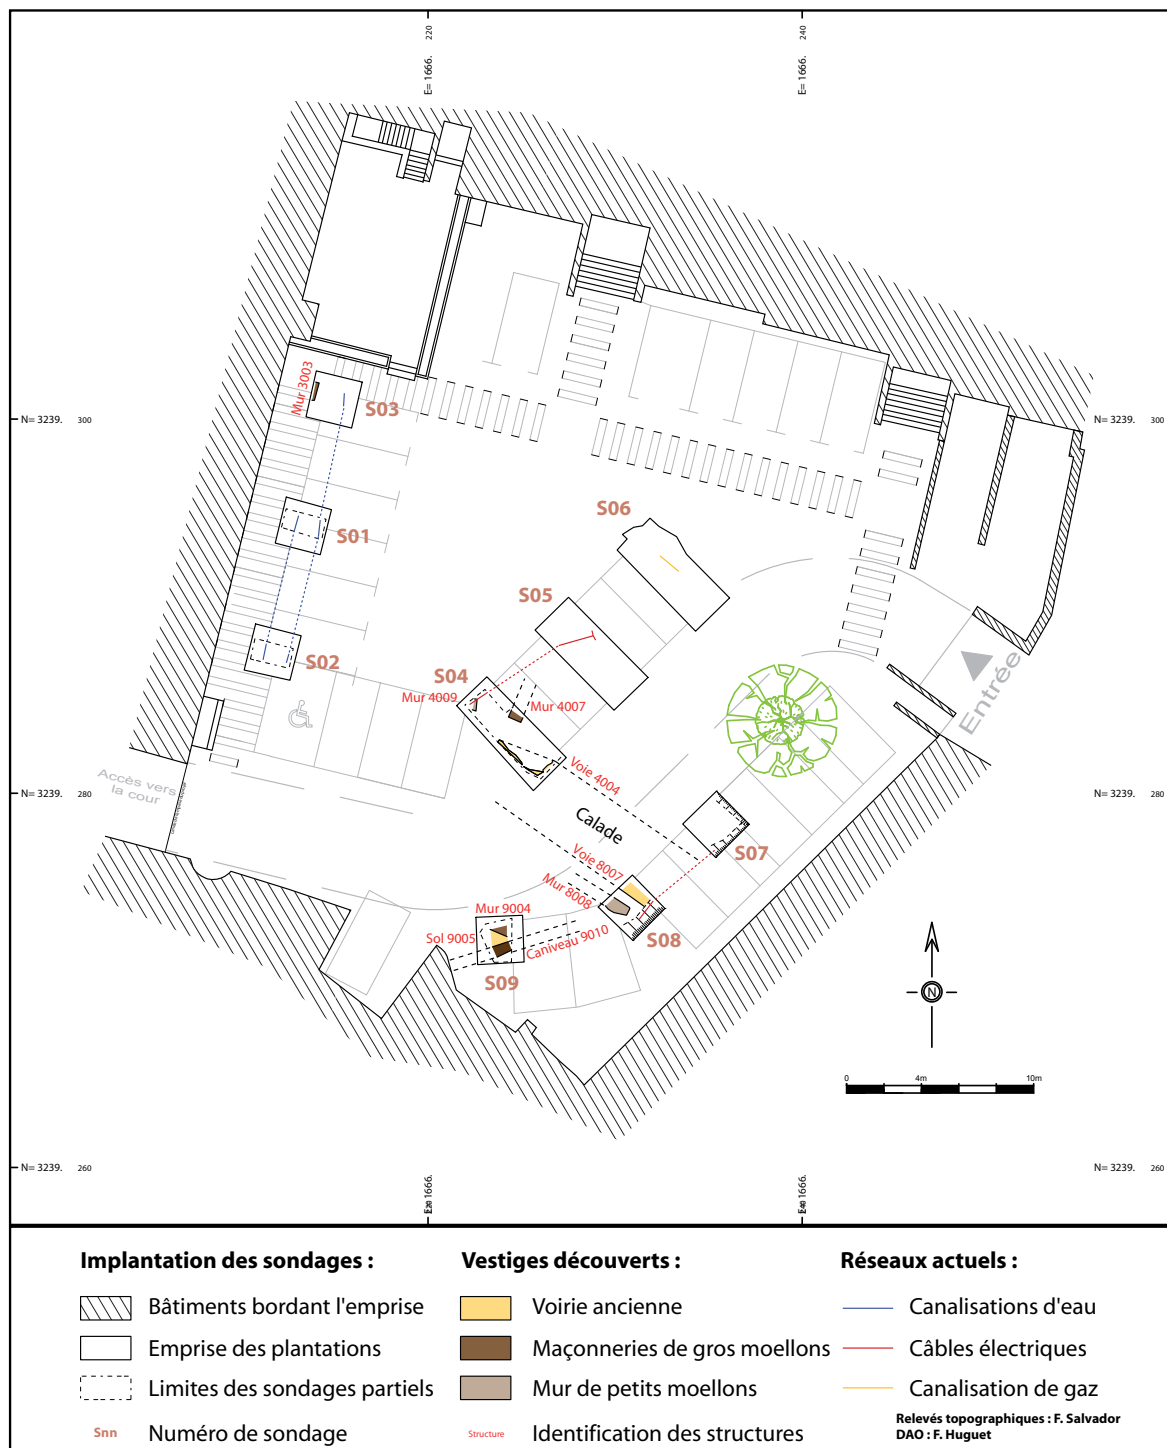 E= 1666. 220
E= 1666. 240
N= 3239. 300
N= 3239. 300
Mur 3003
S03
S01
S02
S06
S05
S04
Mur 4009
Mur 4007
Entrée
Voie 4004
Accès vers
la cour
N= 3239. 280
N= 3239. 280
Calade
S07
Voie 8007
Mur 8008
S08
Mur 9004
Sol 9005
Caniveau 9010
S09
N
0 4m 10m
N= 3239. 260
N= 3239. 260
E= 1666.
E= 1666.
Implantation des sondages :
Bâtiments bordant l'emprise
Emprise des plantations
Limites des sondages partiels
Snn Numéro de sondage
Vestiges découverts :
Voirie ancienne
Maçonneries de gros moellons
Mur de petits moellons
Structure Identification des structures
Réseaux actuels :
Canalisations d'eau
Câbles électriques
Canalisation de gaz
Relevés topographiques : F. Salvador
DAO : F. Huguet